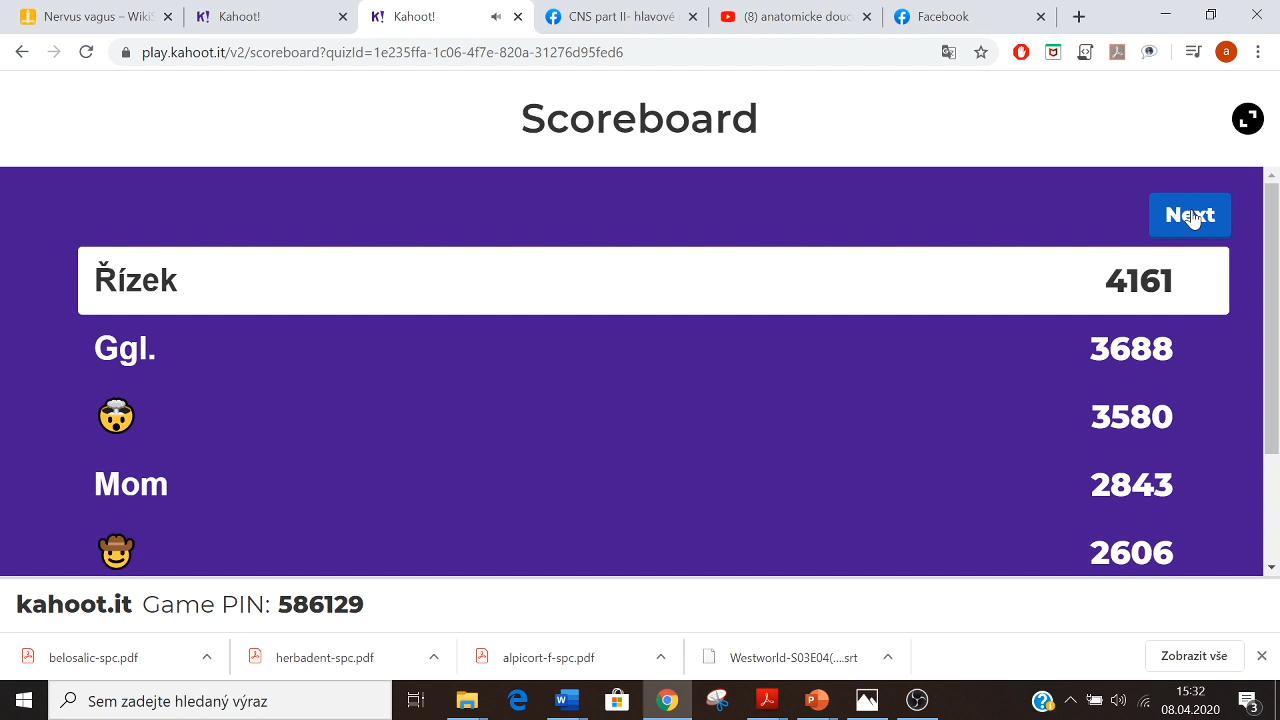 Nervus vagus – WikiS
K! Kahoot!
K! Kahoot!
CNS part II- hlavové
(8) anatomicke douc
Facebook
play.kahoot.it/v2/scoreboard?quizId=1e235ffa-1c06-4f7e-820a-31276d95fed6
a
Scoreboard
Next
Řízek 4161
Ggl. 3688
🤯 3580
Mom 2843
🤠 2606
kahoot.it Game PIN: 586129
belosalic-spc.pdf
herbadent-spc.pdf
alpicort-f-spc.pdf
Westworld-S03E04(....srt
Zobrazit vše
Sem zadejte hledaný výraz
15:32
08.04.2020
3